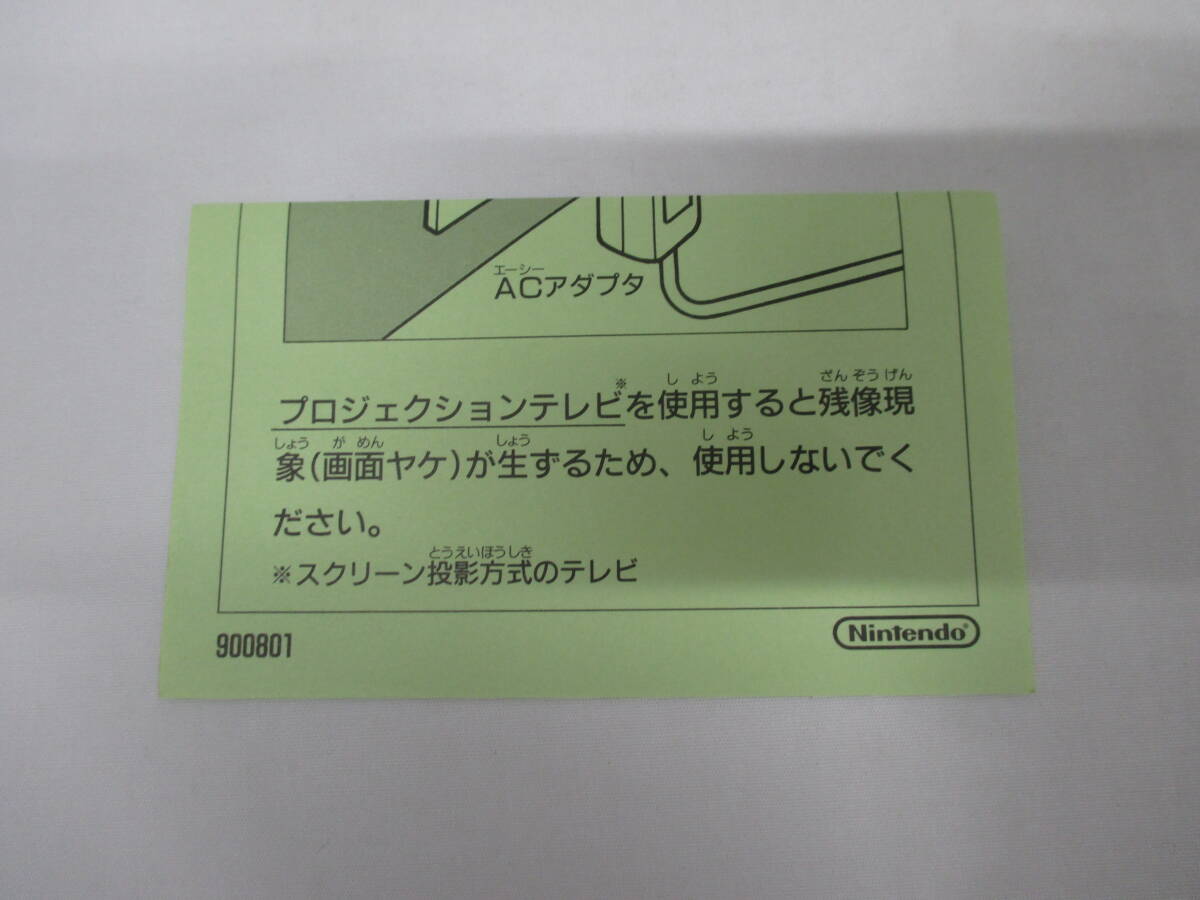 エーシー
ACアダプタ
しよう ざんぞうげん
プロジェクションテレビ※を使用すると残像現
しょう がめん しょう しよう
象(画面ヤケ)が生ずるため、使用しないでく
ださい。
とうえいほうしき
※スクリーン投影方式のテレビ
900801
Nintendo®